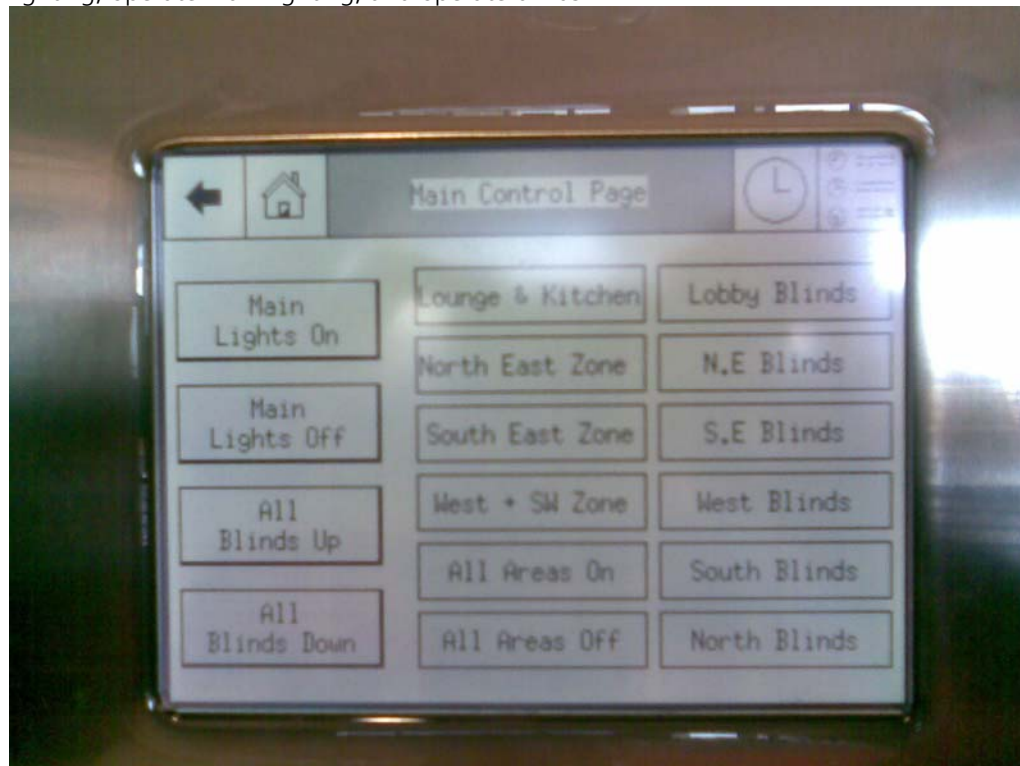 Main Control Page
Main
Lights On
Main
Lights Off
All
Blinds Up
All
Blinds Down
Lounge & Kitchen
North East Zone
South East Zone
West + SW Zone
All Areas On
All Areas Off
Lobby Blinds
N.E Blinds
S.E Blinds
West Blinds
South Blinds
North Blinds